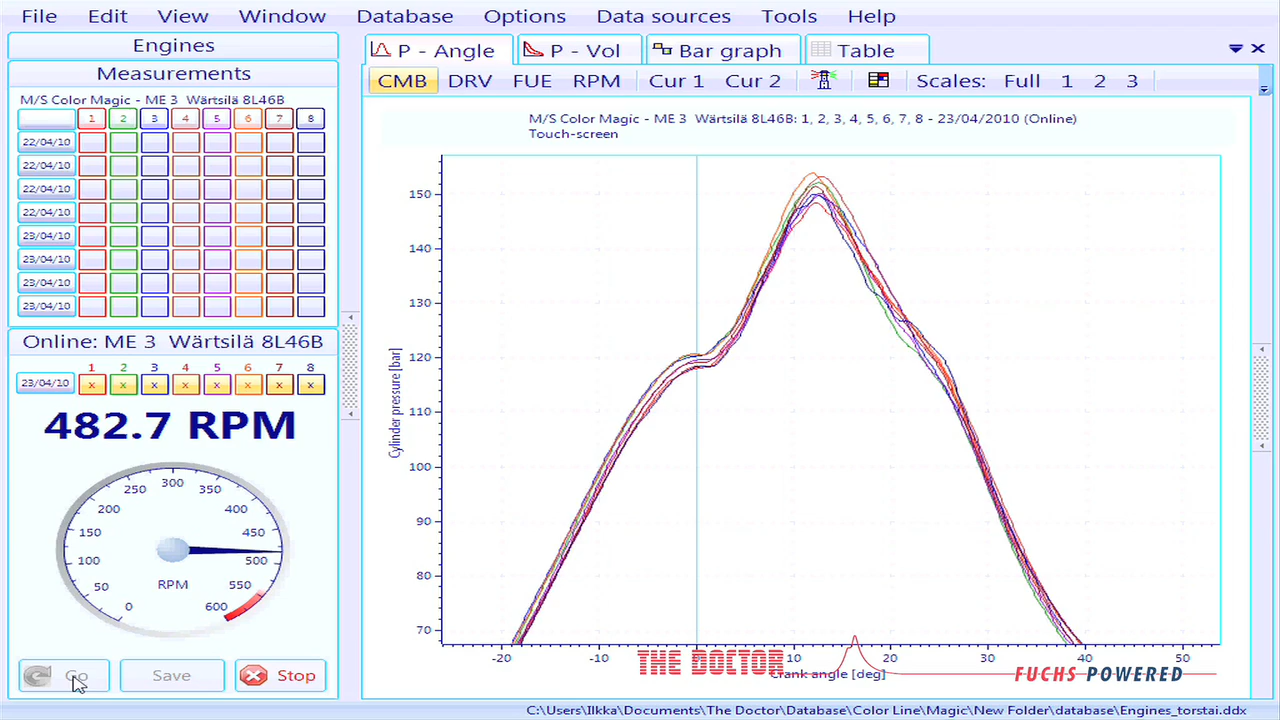 File Edit View Window Database Options Data sources Tools Help
Engines
Measurements
M/S Color Magic - ME 3 Wärtsilä 8L46B
1 2 3 4 5 6 7 8
22/04/10
22/04/10
22/04/10
22/04/10
23/04/10
23/04/10
23/04/10
23/04/10
Online: ME 3 Wärtsilä 8L46B
1 2 3 4 5 6 7 8
23/04/10 x x x x x x x x
482.7 RPM
0 50 100 150 200 250 300 350 400 450 500 550 600
RPM
Save Stop
P - Angle P - Vol Bar graph Table
CMB DRV FUE RPM Cur 1 Cur 2 Scales: Full 1 2 3
M/S Color Magic - ME 3 Wärtsilä 8L46B: 1, 2, 3, 4, 5, 6, 7, 8 - 23/04/2010 (Online)
Touch-screen
Cylinder pressure [bar]
150
140
130
120
110
100
90
80
70
-20 -10 10 20 30 40 50
Crank angle [deg]
THE DOCTOR
FUCHS POWERED
C:\Users\Ilkka\Documents\The Doctor\Database\Color Line\Magic\New Folder\database\Engines_torstai.ddx